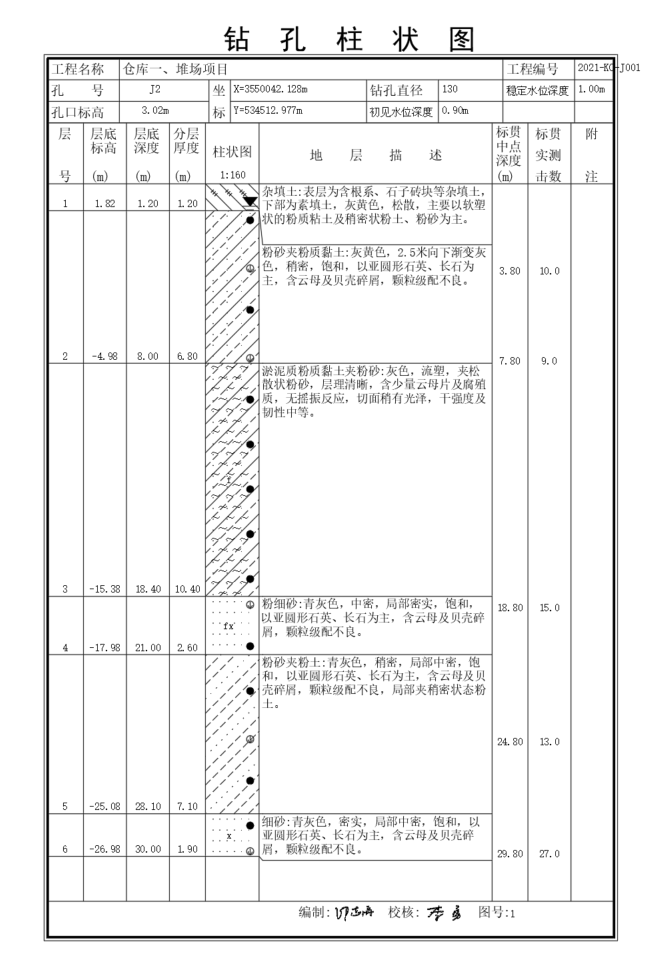 钻 孔 柱 状 图
工程名称 仓库一、堆场项目 工程编号 2021-KC-J001
孔 号 J2 坐 X=3550042.128m 钻孔直径 130 稳定水位深度 1.00m
孔口标高 3.02m 标 Y=534512.977m 初见水位深度 0.90m
层 层底 层底 分层 标贯 标贯 附
标高 深度 厚度 柱状图 地 层 描 述 中点 实测
深度
号 (m) (m) (m) 1:160 (m) 击数 注
杂填土:表层为含根系、石子砖块等杂填土,
下部为素填土，灰黄色，松散，主要以软塑
1 1.82 1.20 1.20 状的粉质粘土及稍密状粉土、粉砂为主。
粉砂夹粉质黏土:灰黄色，2.5米向下渐变灰
色，稍密，饱和，以亚圆形石英、长石为
主，含云母及贝壳碎屑，颗粒级配不良。
3.80 10.0
2 -4.98 8.00 6.80
7.80 9.0
淤泥质粉质黏土夹粉砂:灰色，流塑，夹松
散状粉砂，层理清晰，含少量云母片及腐殖
质，无摇振反应，切面稍有光泽，干强度及
韧性中等。
f
3 -15.38 18.40 10.40
粉细砂:青灰色，中密，局部密实，饱和，
18.80 15.0
以亚圆形石英、长石为主，含云母及贝壳碎
fx
屑，颗粒级配不良。
4 -17.98 21.00 2.60
粉砂夹粉土:青灰色，稍密，局部中密，饱
和，以亚圆形石英、长石为主，含云母及贝
壳碎屑，颗粒级配不良，局部夹稍密状态粉
土。
24.80 13.0
5 -25.08 28.10 7.10
细砂:青灰色，密实，局部中密，饱和，以
x
亚圆形石英、长石为主，含云母及贝壳碎
6 -26.98 30.00 1.90 屑，颗粒级配不良。
29.80 27.0
编制: 校核: 图号:1